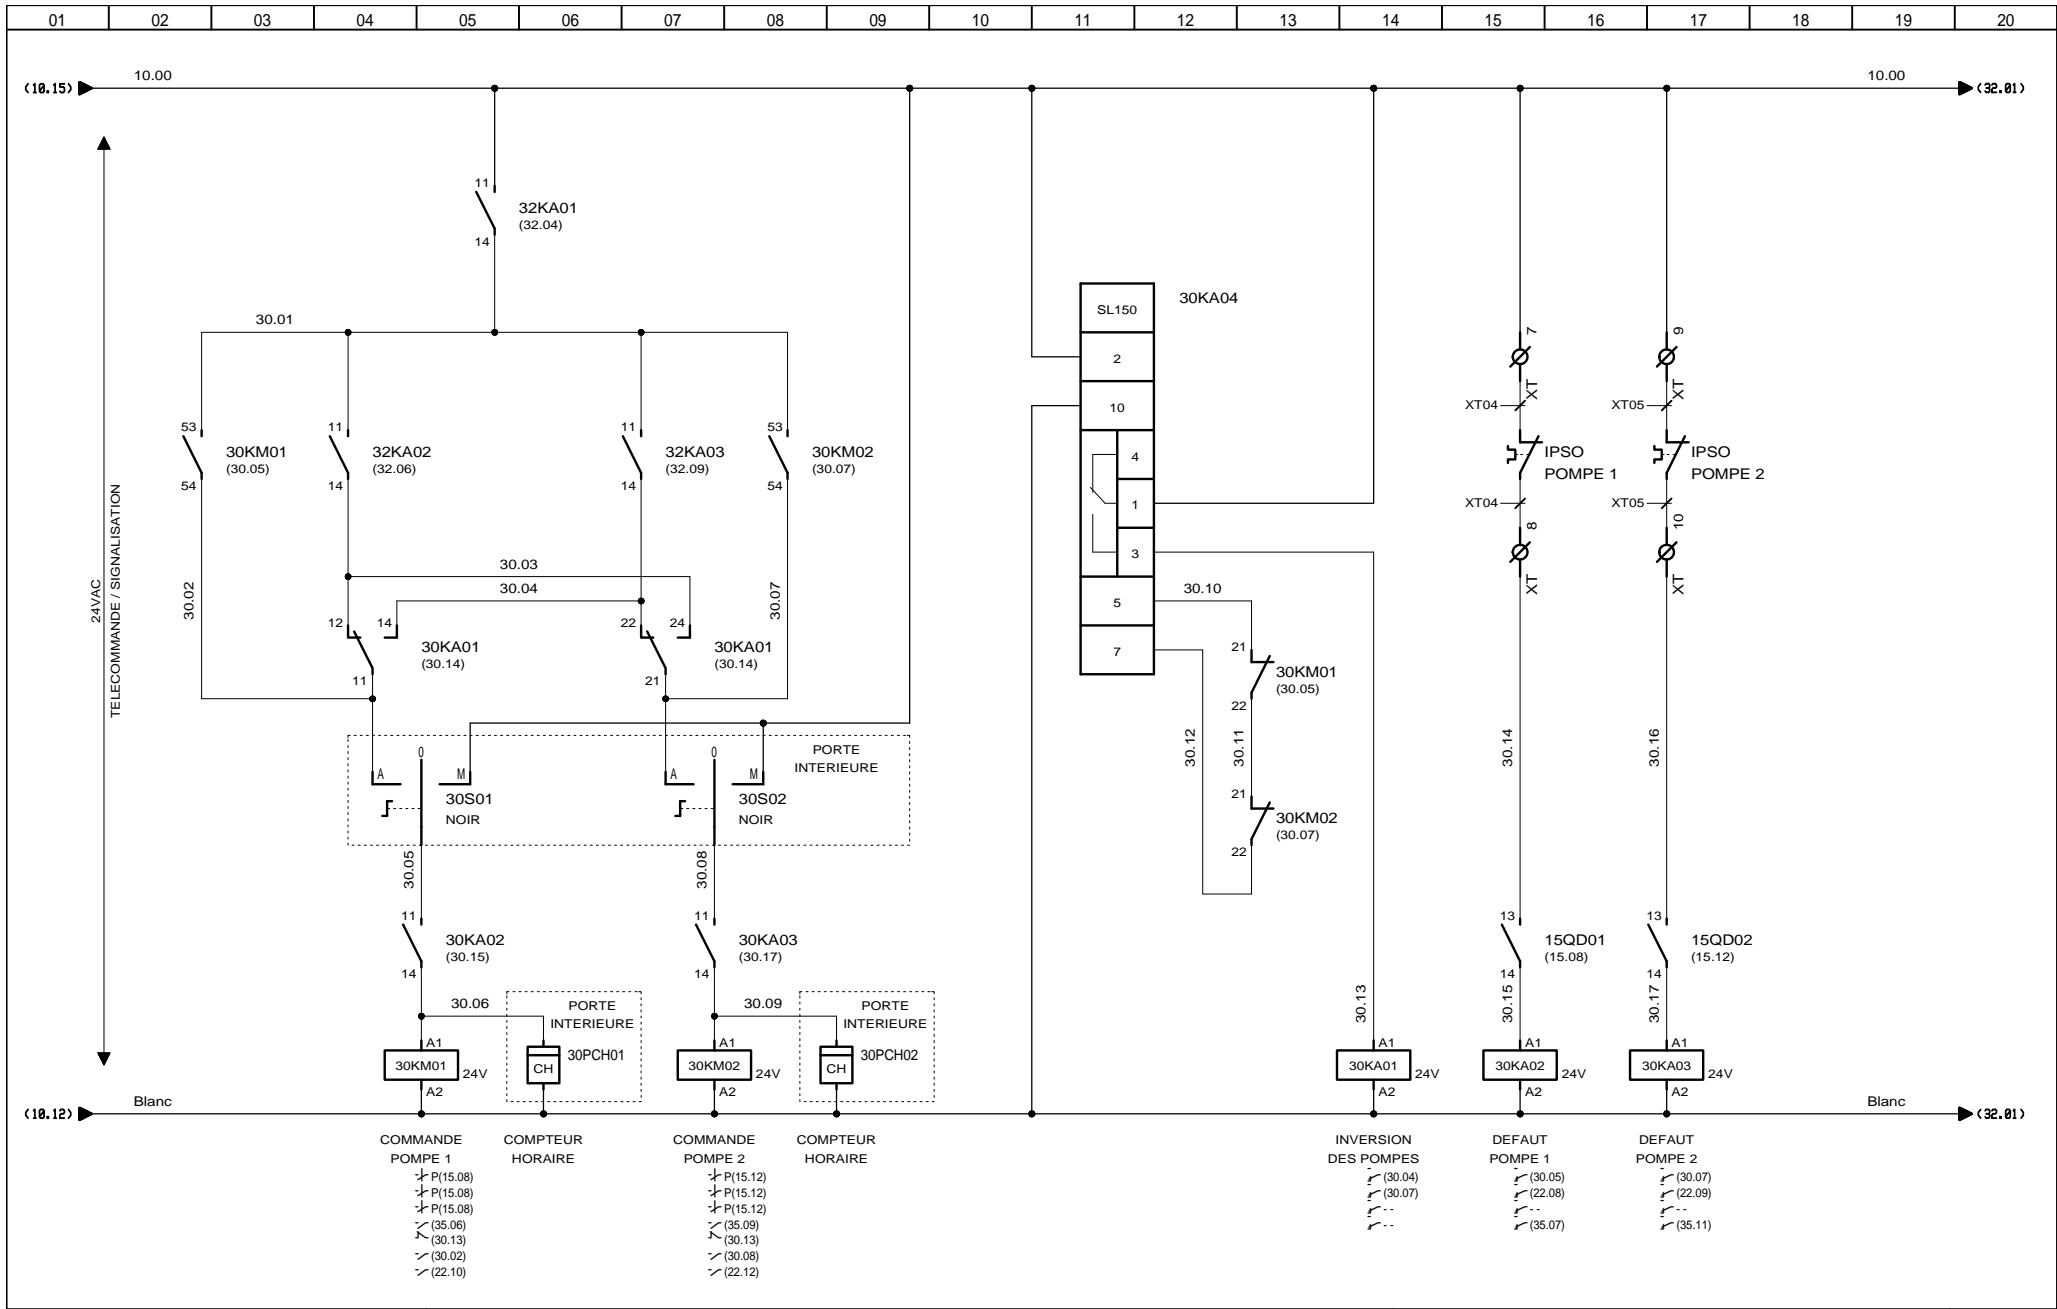 01 02 03 04 05 06 07 08 09 10 11 12 13 14 15 16 17 18 19 20
10.00 10.00
(10.15) (32.01)
11
32KA01
(32.04)
14
30KA04
SL150
30.01
7 9
2
XT XT
10
XT04 XT05
53 11 11 53
30KM01 32KA02 32KA03 30KM02
(30.05) (32.06) (32.09) (30.07)
54 14 14 54
4
IPSO IPSO
POMPE 1 POMPE 2
1
XT04 XT05
8 10
3
XT XT
24VAC
TELECOMMANDE / SIGNALISATION
30.03
30.04
30.02 30.07
5
30.10
12 14 22 24
30KA01 30KA01
(30.14) (30.14)
11 21
7
21
30KM01
(30.05)
22
30.12 30.11 30.14 30.16
PORTE
INTERIEURE
A 0 M A 0 M
30S01 30S02
NOIR NOIR
21
30KM02
(30.07)
22
30.05 30.08
11 11 13 13
30KA02 30KA03 15QD01 15QD02
(30.15) (30.17) (15.08) (15.12)
14 14 14 14
30.06 30.09
PORTE PORTE
INTERIEURE INTERIEURE
30.13 30.15 30.17
A1 A1 A1 A1 A1
30PCH01 30PCH02
30KM01 24V CH 30KM02 24V CH 30KA01 24V 30KA02 24V 30KA03 24V
A2 A2 A2 A2 A2
Blanc Blanc
(10.12) (32.01)
COMMANDE COMPTEUR COMMANDE COMPTEUR INVERSION DEFAUT DEFAUT
POMPE 1 HORAIRE POMPE 2 HORAIRE DES POMPES POMPE 1 POMPE 2
P(15.08) P(15.12) (30.04) (30.05) (30.07)
P(15.08) P(15.12) (30.07) (22.08) (22.09)
P(15.08) P(15.12) -- -- --
(35.06) (35.09) -- (35.07) (35.11)
(30.13) (30.13)
(30.02) (30.08)
(22.10) (22.12)